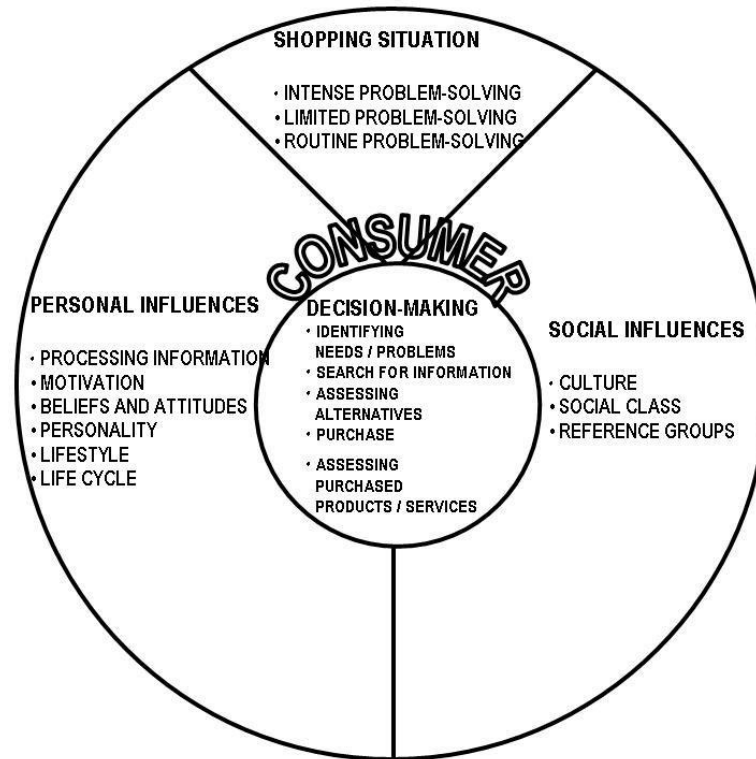 SHOPPING SITUATION
· INTENSE PROBLEM-SOLVING
• LIMITED PROBLEM-SOLVING
• ROUTINE PROBLEM-SOLVING
CONSUMER
PERSONAL INFLUENCES
· PROCESSING INFORMATION
• MOTIVATION
• BELIEFS AND ATTITUDES
• PERSONALITY
• LIFESTYLE
• LIFE CYCLE
DECISION-MAKING
· IDENTIFYING
NEEDS / PROBLEMS
• SEARCH FOR INFORMATION
· ASSESSING
ALTERNATIVES
• PURCHASE
· ASSESSING
PURCHASED
PRODUCTS / SERVICES
SOCIAL INFLUENCES
· CULTURE
• SOCIAL CLASS
• REFERENCE GROUPS